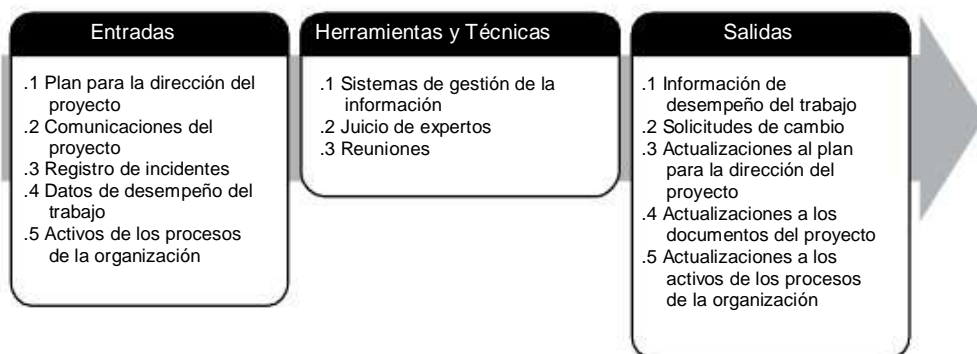 Entradas
.1 Plan para la dirección del
proyecto
.2 Comunicaciones del
proyecto
.3 Registro de incidentes
.4 Datos de desempeño del
trabajo
.5 Activos de los procesos
de la organización
Herramientas y Técnicas
.1 Sistemas de gestión de la
información
.2 Juicio de expertos
.3 Reuniones
Salidas
.1 Información de
desempeño del trabajo
.2 Solicitudes de cambio
.3 Actualizaciones al plan
para la dirección del
proyecto
.4 Actualizaciones a los
documentos del proyecto
.5 Actualizaciones a los
activos de los procesos
de la organización